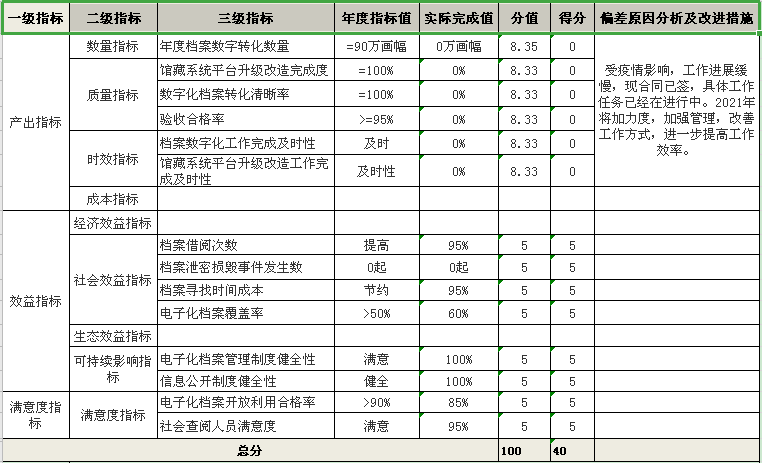 一级指标 二级指标 三级指标 年度指标值 实际完成值 分值 得分 偏差原因分析及改进措施
产出指标 数量指标 年度档案数字转化数量 =90万画幅 0万画幅 8.35 0
质量指标 馆藏系统平台升级改造完成度 =100% 0% 8.33 0
数字化档案转化清晰率 =100% 0% 8.33 0
验收合格率 >=95% 0% 8.33 0
时效指标 档案数字化工作完成及时性 及时 0% 8.33 0
馆藏系统平台升级改造工作完
成及时性 及时性 0% 8.33 0
受疫情影响，工作进展缓
慢，现合同已签，具体工作
任务已经在进行中。2021年
将加力度，加强管理，改善
工作方式，进一步提高工作
效率。
成本指标
效益指标 经济效益指标
社会效益指标 档案借阅次数 提高 95% 5 5
档案泄密损毁事件发生数 0起 0起 5 5
档案寻找时间成本 节约 95% 5 5
电子化档案覆盖率 >50% 60% 5 5
生态效益指标
可持续影响指
标 电子化档案管理制度健全性 满意 100% 5 5
信息公开制度健全性 健全 100% 5 5
满意度指
标 满意度指标 电子化档案开放利用合格率 >90% 85% 5 5
社会查阅人员满意度 满意 95% 5 5
总分 100 40